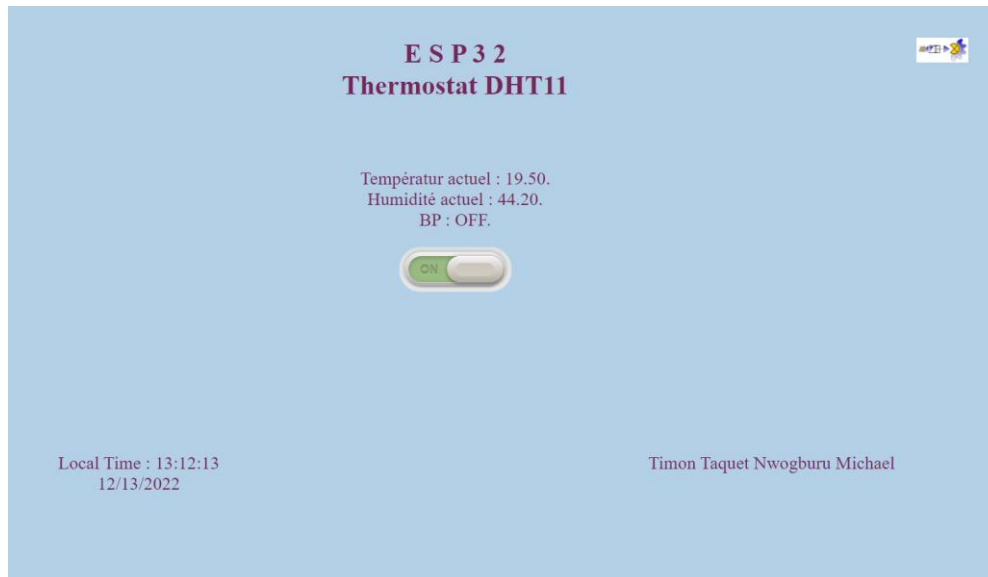 E S P 3 2
Thermostat DHT11
Températur actuel : 19.50.
Humidité actuel : 44.20.
BP : OFF.
ON
Local Time : 13:12:13
12/13/2022
Timon Taquet Nwogburu Michael